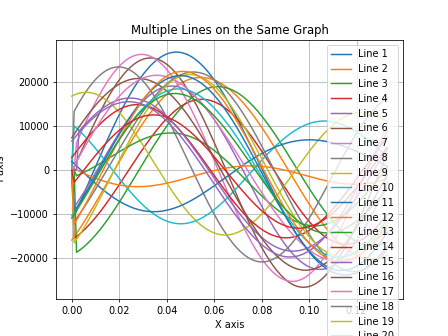 Multiple Lines on the Same Graph
20000
10000
0
−10000
−20000
0.00
0.02
0.04
0.06
0.08
0.10
X axis
Line 1
Line 2
Line 3
Line 4
Line 5
Line 6
Line 7
Line 8
Line 9
Line 10
Line 11
Line 12
Line 13
Line 14
Line 15
Line 16
Line 17
Line 18
Line 19
Line 20